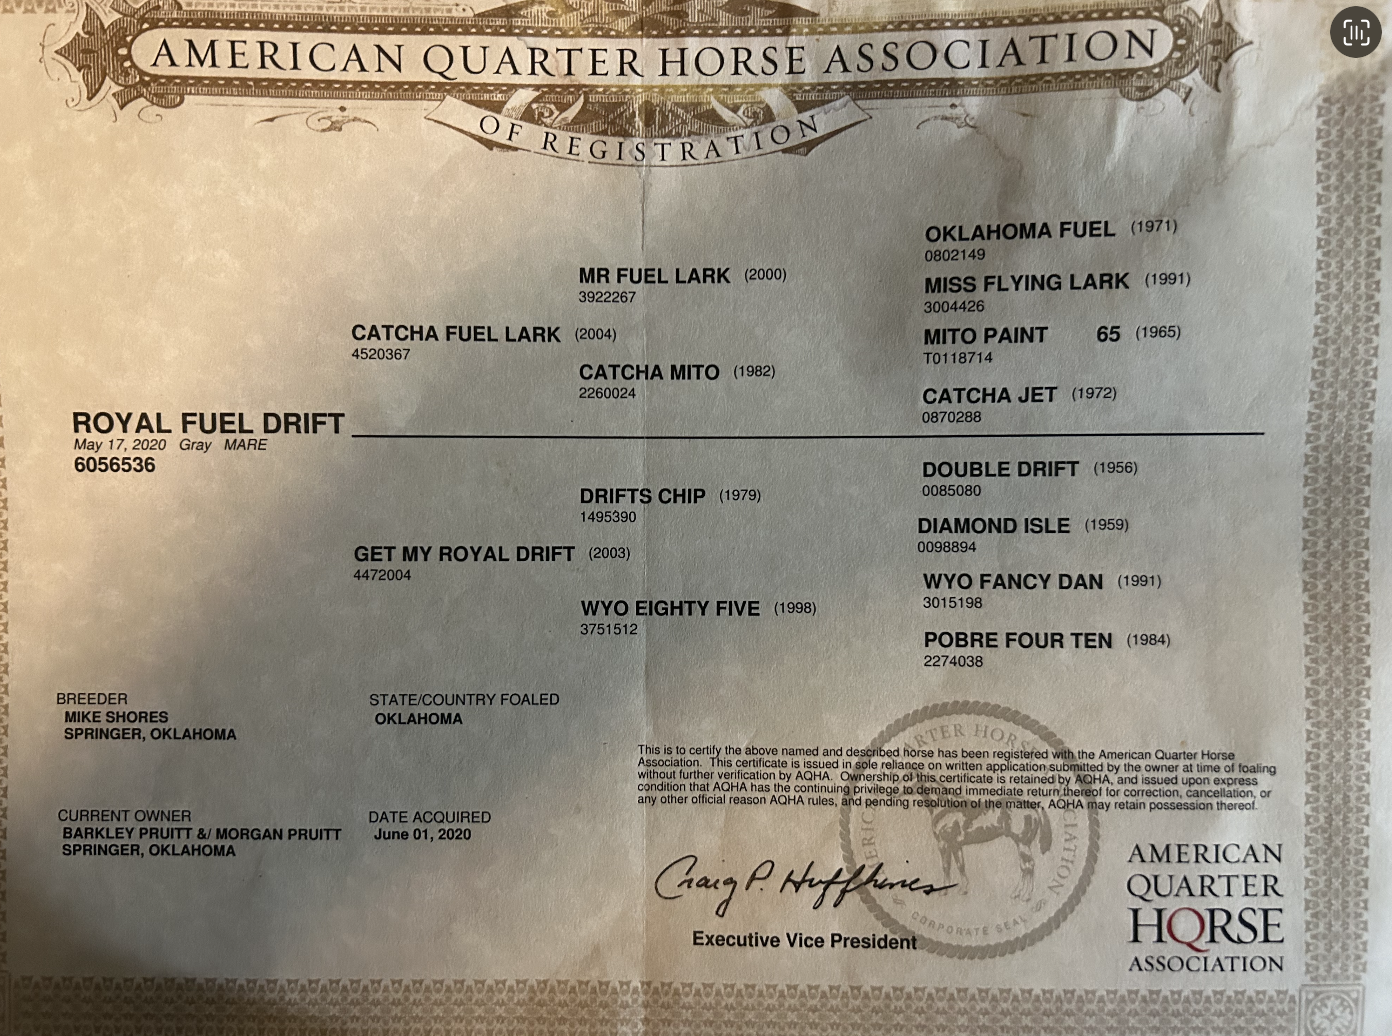 AMERICAN QUARTER HORSE ASSOCIATION
OF REGISTRATION
OKLAHOMA FUEL (1971)
0802149
MR FUEL LARK (2000)
3922267
MISS FLYING LARK (1991)
3004426
CATCHA FUEL LARK (2004)
4520367
MITO PAINT 65 (1965)
T0118714
CATCHA MITO (1982)
2260024
CATCHA JET (1972)
0870288
ROYAL FUEL DRIFT
May 17, 2020 Gray MARE
6056536
DOUBLE DRIFT (1956)
0085080
DRIFTS CHIP (1979)
1495390
DIAMOND ISLE (1959)
0098894
GET MY ROYAL DRIFT (2003)
4472004
WYO FANCY DAN (1991)
3015198
WYO EIGHTY FIVE (1998)
3751512
POBRE FOUR TEN (1984)
2274038
BREEDER
MIKE SHORES
SPRINGER, OKLAHOMA
STATE/COUNTRY FOALED
OKLAHOMA
This is to certify the above named and described horse has been registered with the American Quarter Horse
Association. This certificate is issued in sole reliance on written application submitted by the owner at time of foaling
without further verification by AQHA. Ownership of this certificate is retained by AQHA, and issued upon express
condition that AQHA has the continuing privilege to demand immediate return thereof for correction, cancellation, or
any other official reason AQHA rules, and pending resolution of the matter, AQHA may retain possession thereof.
CURRENT OWNER
BARKLEY PRUITT &/ MORGAN PRUITT
SPRINGER, OKLAHOMA
DATE ACQUIRED
June 01, 2020
Craig P. Huffhines
Executive Vice President
CORPORATE SEAL
AMERICAN
QUARTER
HORSE
ASSOCIATION